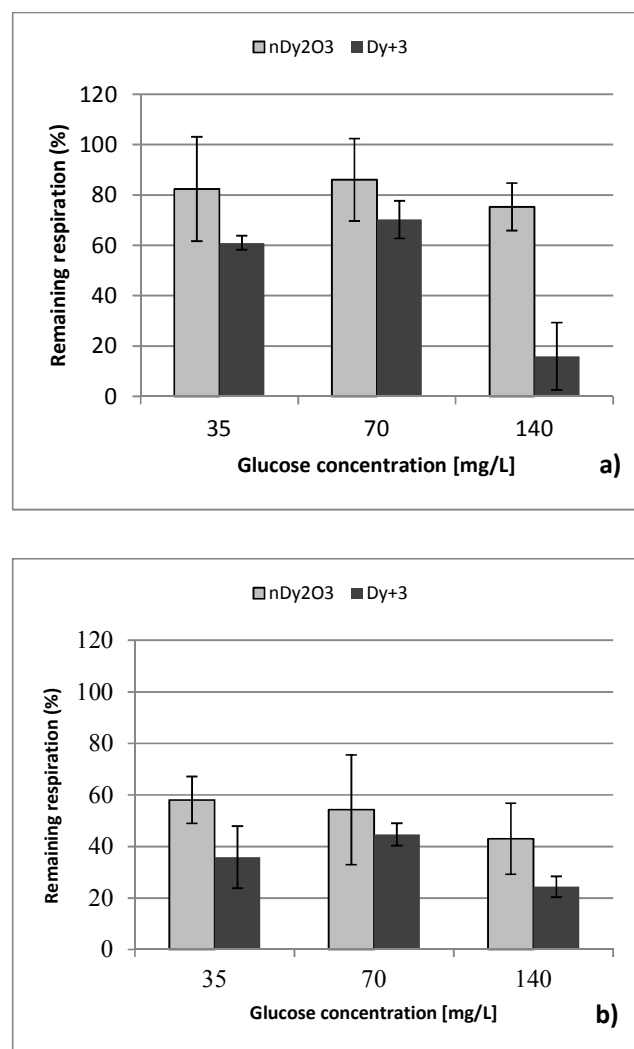 nDy2O3 Dy+3
120
100
80
60
40
20
0
Remaining respiration (%)
35 70 140
Glucose concentration [mg/L]
a)
nDy2O3 Dy+3
120
100
80
60
40
20
0
Remaining respiration (%)
35 70 140
Glucose concentration [mg/L]
b)